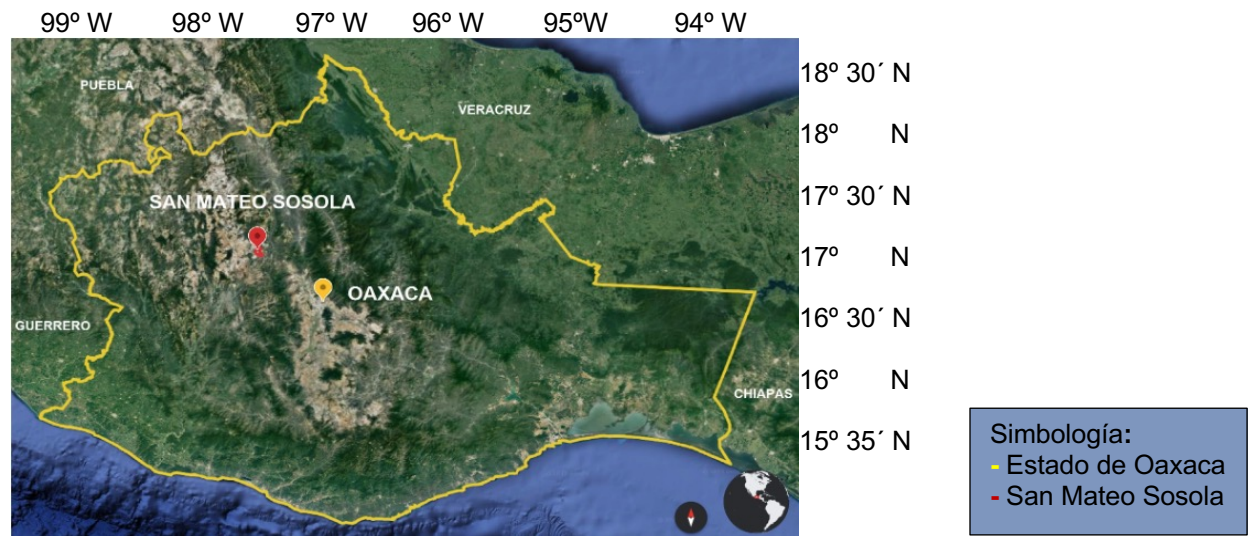 99º W 98º W 97º W 96º W 95ºW 94º W
18º 30´ N
PUEBLA
VERACRUZ
18º N
17º 30´ N
SAN MATEO SOSOLA
17º N
OAXACA
16º 30´ N
GUERRERO
16º N
CHIAPAS
15º 35´ N
Simbología:
- Estado de Oaxaca
- San Mateo Sosola